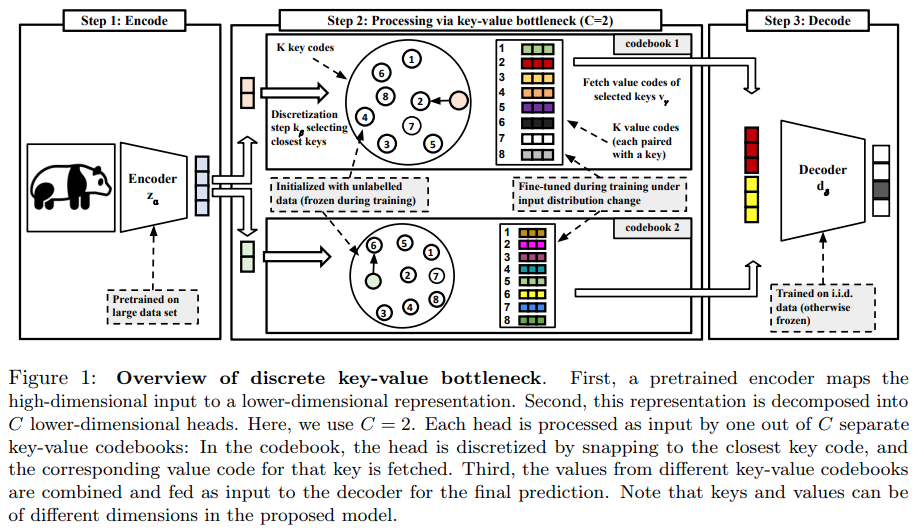 Step 1: Encode
Encoder
zα
Pretrained on
large data set
Step 2: Processing via key-value bottleneck (C=2)
codebook 1
K key codes
1
6
8
2
4
7
3
5
Discretization
step kβ selecting
closest keys
1
2
3
4
5
6
7
8
Fetch value codes of
selected keys vγ
K value codes
(each paired
with a key)
Initialized with unlabelled
data (frozen during training)
Fine-tuned during training under
input distribution change
codebook 2
6
5
1
2
7
3
4
8
1
2
3
4
5
6
7
8
Step 3: Decode
Decoder
dδ
Trained on i.i.d.
data (otherwise
frozen)
Figure 1: Overview of discrete key-value bottleneck. First, a pretrained encoder maps the
high-dimensional input to a lower-dimensional representation. Second, this representation is decomposed into
C lower-dimensional heads. Here, we use C = 2. Each head is processed as input by one out of C separate
key-value codebooks: In the codebook, the head is discretized by snapping to the closest key code, and
the corresponding value code for that key is fetched. Third, the values from different key-value codebooks
are combined and fed as input to the decoder for the final prediction. Note that keys and values can be
of different dimensions in the proposed model.